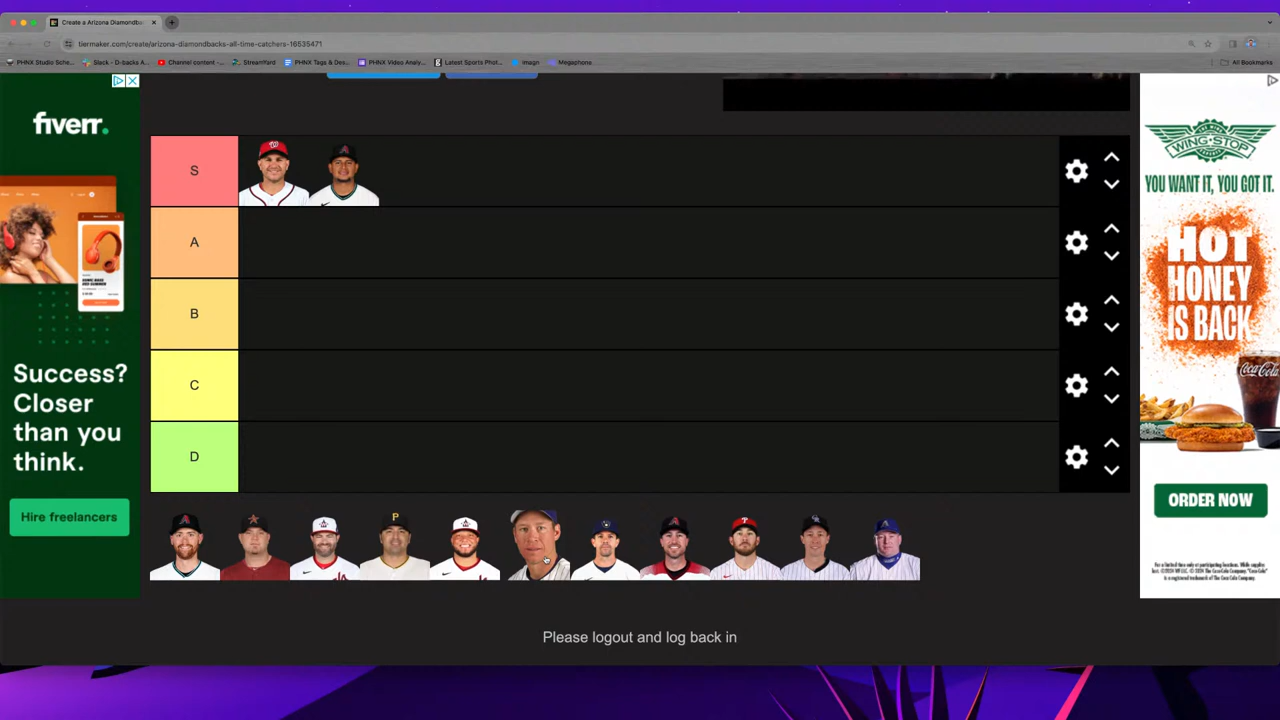 Create a Arizona Diamondba
tiermaker.com/create/arizona-diamondbacks-all-time-catchers-16535471
PHNX Studio Sche...
Slack - D-backs A...
Channel content -...
StreamYard
PHNX Tags & Des...
PHNX Video Analy...
Latest Sports Phot...
Imagn
Megaphone
All Bookmarks
fiverr.
Success?
Closer
than you
think.
Hire freelancers
S
A
B
C
D
Please logout and log back in
WING·STOP
YOU WANT IT, YOU GOT IT.
HOT
HONEY
IS BACK
Coca-Cola
ORDER NOW